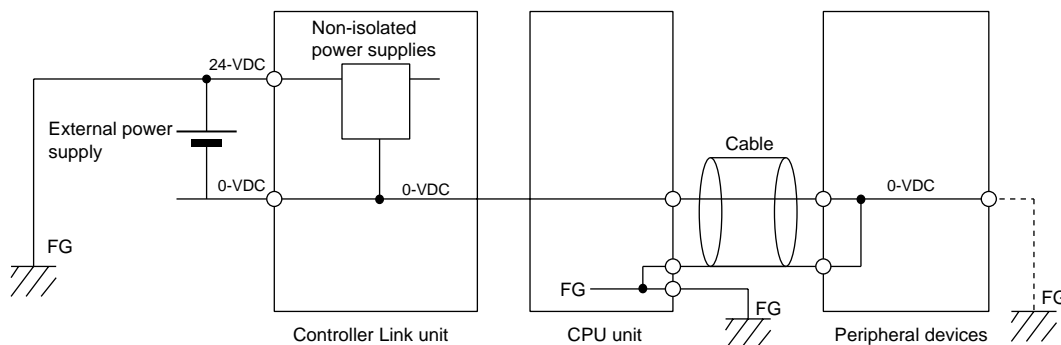 Non-isolated
power supplies
24-VDC
External power
supply
Cable
0-VDC
0-VDC
0-VDC
FG
FG
FG
FG
Controller Link unit
CPU unit
Peripheral devices